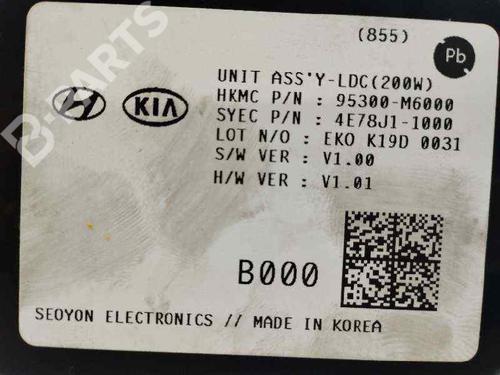 (855)
Pb
UNIT ASS'Y-LDC(200W)
HKMC P/N : 95300-M6000
SYEC P/N : 4E78J1-1000
LOT N/O : EKO K19D 0031
S/W VER : V1.00
H/W VER : V1.01
KIA
B000
SEOYON ELECTRONICS // MADE IN KOREA
B-PARTS